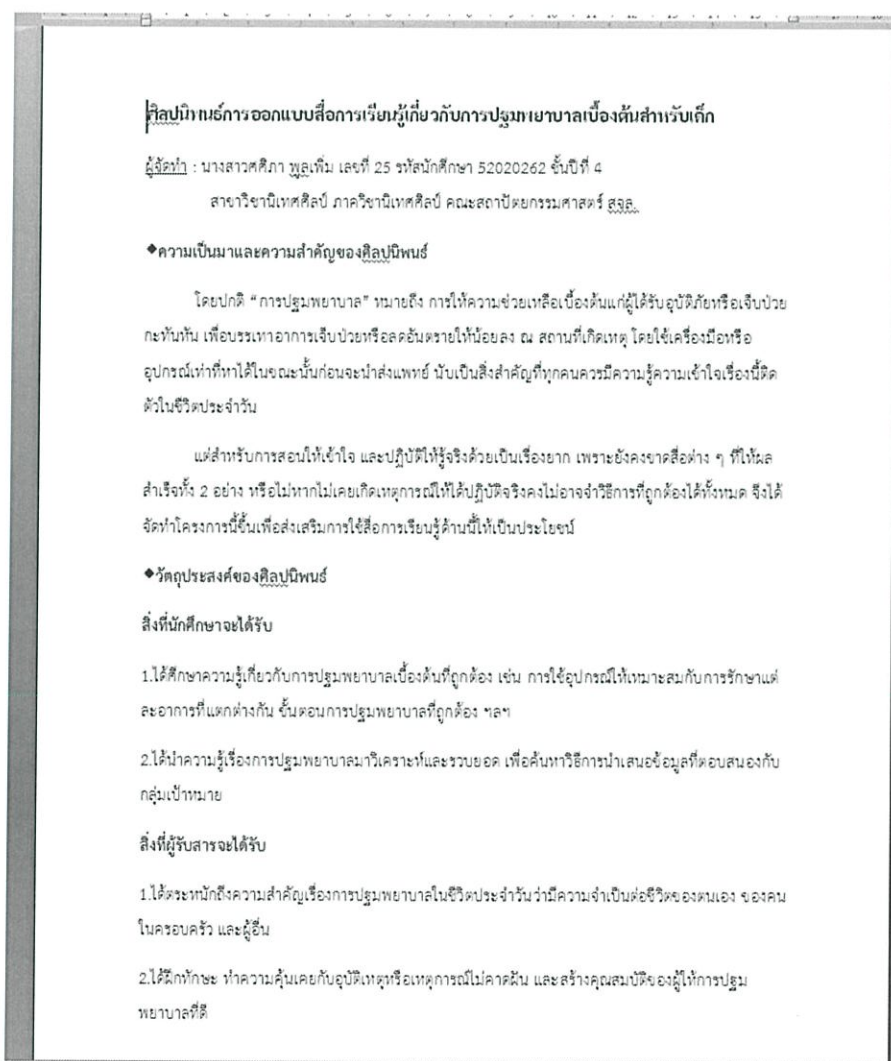 ศิลปนิพนธ์การออกแบบสื่อการเรียนรู้เกี่ยวกับการปฐมพยาบาลเบื้องต้นสำหรับเด็ก
ผู้จัดทำ : นางสาวศศิภา พูลเพิ่ม เลขที่ 25 รหัสนักศึกษา 52020262 ชั้นปีที่ 4
สาขาวิชานิเทศศิลป์ ภาควิชานิเทศศิลป์ คณะสถาปัตยกรรมศาสตร์ สจล.
◆ความเป็นมาและความสำคัญของศิลปนิพนธ์
โดยปกติ "การปฐมพยาบาล" หมายถึง การให้ความช่วยเหลือเบื้องต้นแก่ผู้ได้รับอุบัติภัยหรือเจ็บป่วย
กะทันหัน เพื่อบรรเทาอาการเจ็บป่วยหรือลดอันตรายให้น้อยลง ณ สถานที่เกิดเหตุ โดยใช้เครื่องมือหรือ
อุปกรณ์เท่าที่หาได้ในขณะนั้นก่อนจะนำส่งแพทย์ นับเป็นสิ่งสำคัญที่ทุกคนควรมีความรู้ความเข้าใจเรื่องนี้ติด
ตัวในชีวิตประจำวัน
แต่สำหรับการสอนให้เข้าใจ และปฏิบัติให้รู้จริงด้วยเป็นเรื่องยาก เพราะยังคงขาดสื่อต่าง ๆ ที่ให้ผล
สำเร็จทั้ง 2 อย่าง หรือไม่หากไม่เคยเกิดเหตุการณ์ให้ได้ปฏิบัติจริงคงไม่อาจจำวิธีการที่ถูกต้องได้ทั้งหมด จึงได้
จัดทำโครงการนี้ขึ้นเพื่อส่งเสริมการใช้สื่อการเรียนรู้ด้านนี้ให้เป็นประโยชน์
◆วัตถุประสงค์ของศิลปนิพนธ์
สิ่งที่นักศึกษาจะได้รับ
1.ได้ศึกษาความรู้เกี่ยวกับการปฐมพยาบาลเบื้องต้นที่ถูกต้อง เช่น การใช้อุปกรณ์ให้เหมาะสมกับการรักษาแต่
ละอาการที่แตกต่างกัน ขั้นตอนการปฐมพยาบาลที่ถูกต้อง ฯลฯ
2.ได้นำความรู้เรื่องการปฐมพยาบาลมาวิเคราะห์และรวบยอด เพื่อค้นหาวิธีการนำเสนอข้อมูลที่ตอบสนองกับ
กลุ่มเป้าหมาย
สิ่งที่ผู้รับสารจะได้รับ
1.ได้ตระหนักถึงความสำคัญเรื่องการปฐมพยาบาลในชีวิตประจำวันว่ามีความจำเป็นต่อชีวิตของตนเอง ของคน
ในครอบครัว และผู้อื่น
2.ได้ฝึกทักษะ ทำความคุ้นเคยกับอุบัติเหตุหรือเหตุการณ์ไม่คาดฝัน และสร้างคุณสมบัติของผู้ให้การปฐม
พยาบาลที่ดี